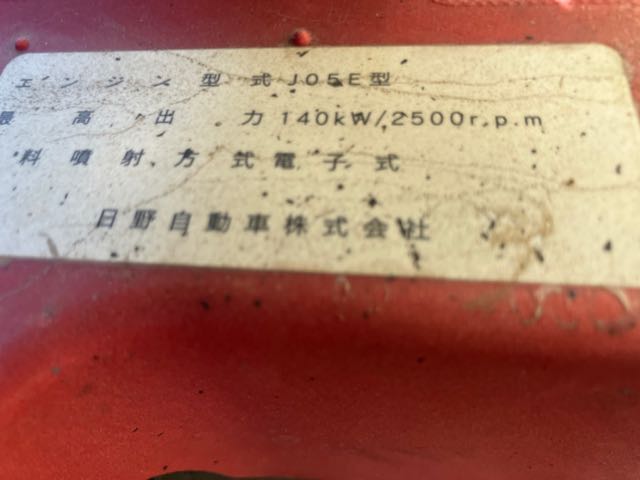 エンジン型式J05E型
最高出力140kW/2500r.p.m
料噴射方式電子式
日野自動車株式会社